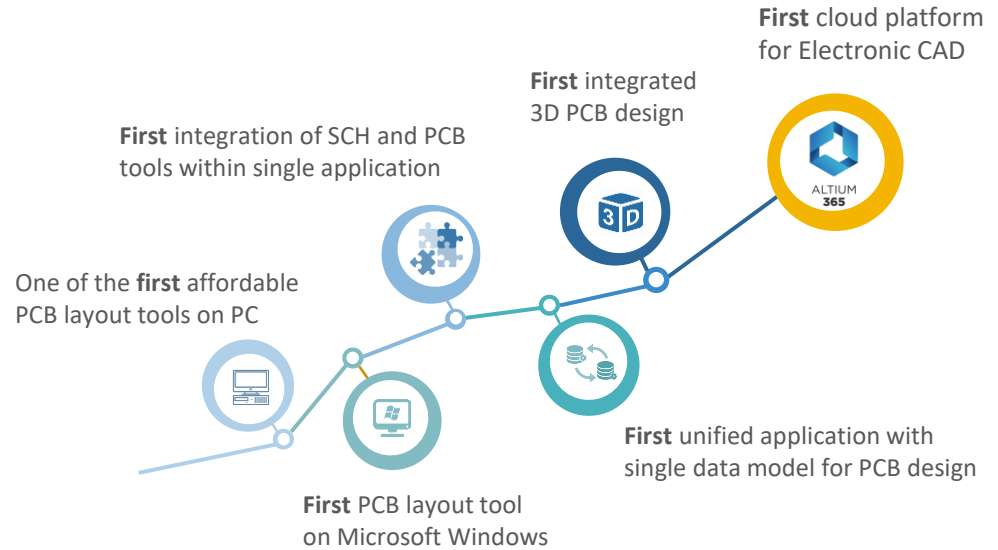 First cloud platform
for Electronic CAD
First integrated
3D PCB design
First integration of SCH and PCB
tools within single application
3D
ALTIUM
365
One of the first affordable
PCB layout tools on PC
First unified application with
single data model for PCB design
First PCB layout tool
on Microsoft Windows